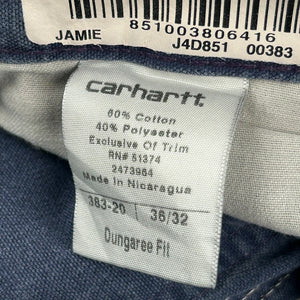 JAMIE
851003806416
J4D851 00383
carhartt.
60% Cotton
40% Polyester
Exclusive Of Trim
RN# 51374
2473964
Made In Nicaragua
383-20 36/32
Dungaree Fit